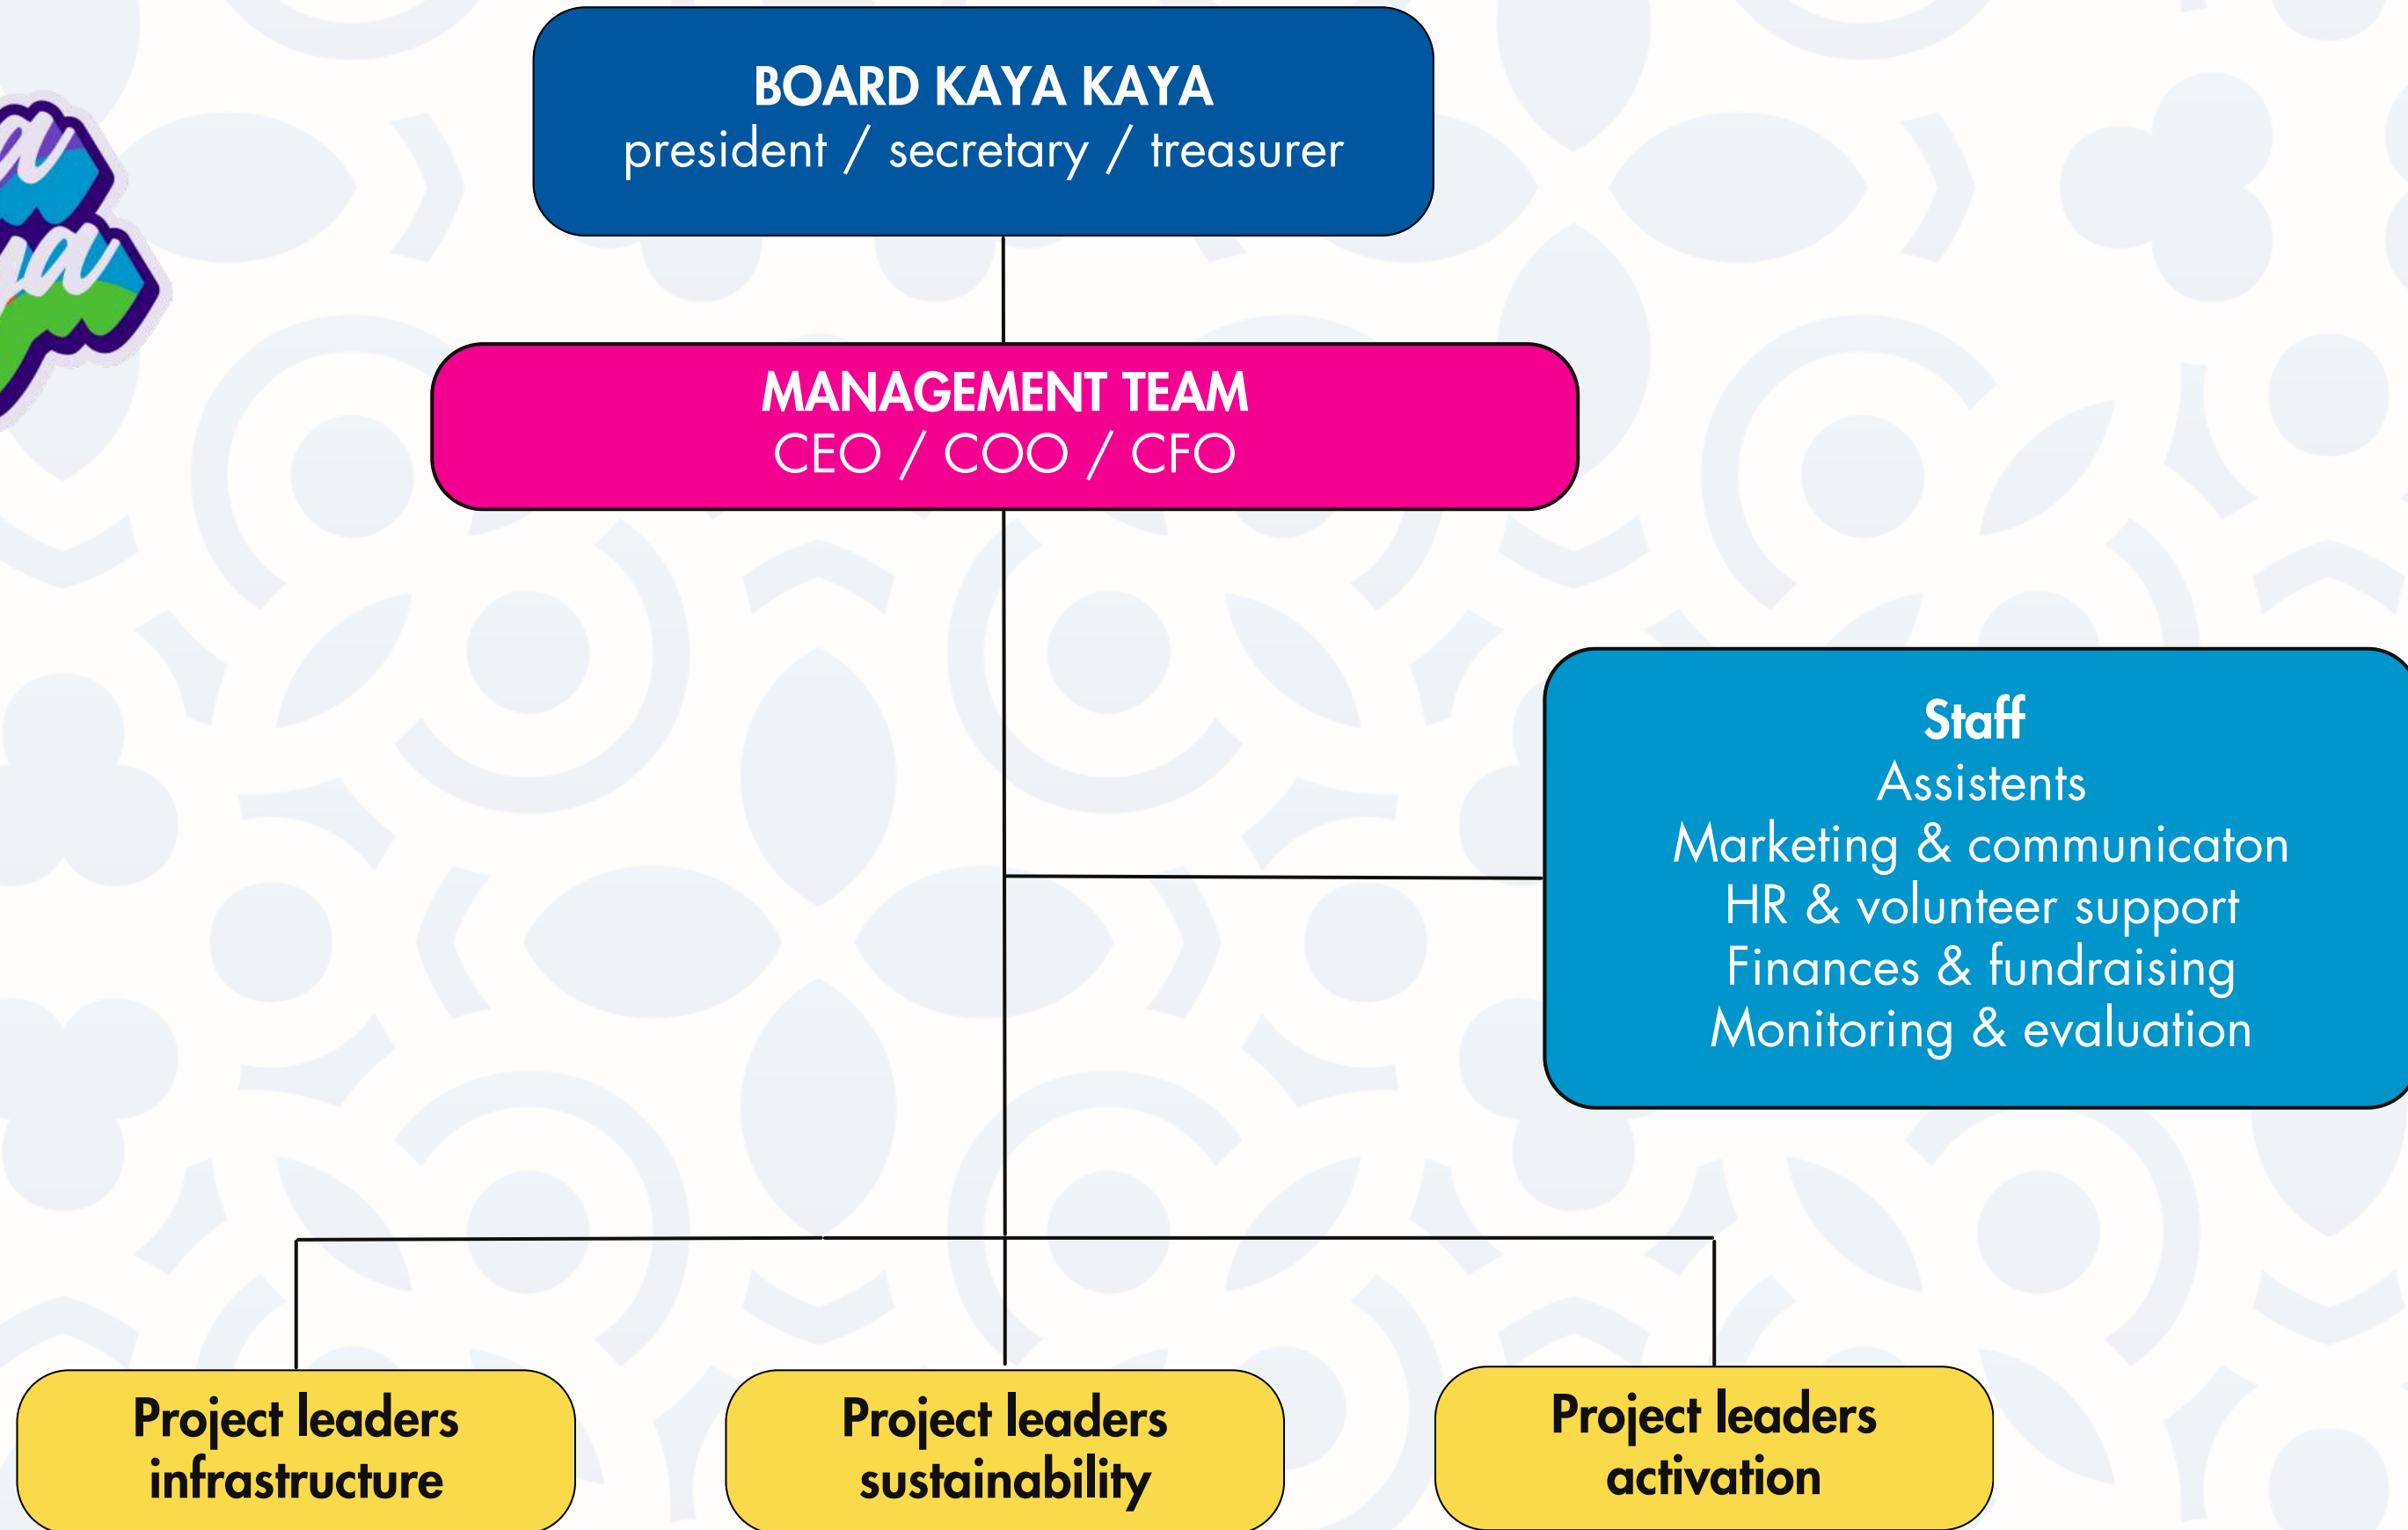 BOARD KAYA KAYA
president / secretary / treasurer
MANAGEMENT TEAM
CEO / COO / CFO
Staff
Assistents
Marketing & communicaton
HR & volunteer support
Finances & fundraising
Monitoring & evaluation
Project leaders
infrastructure
Project leaders
sustainability
Project leaders
activation